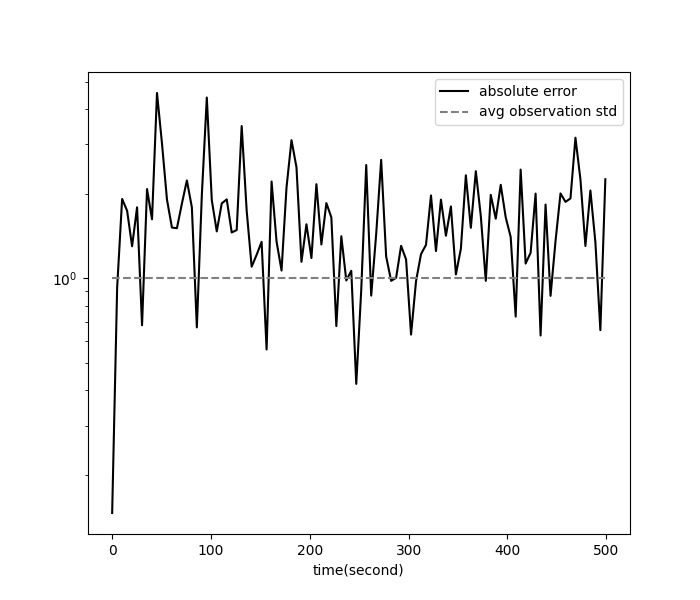 absolute error
avg observation std
10⁰
0 100 200 300 400 500
time(second)